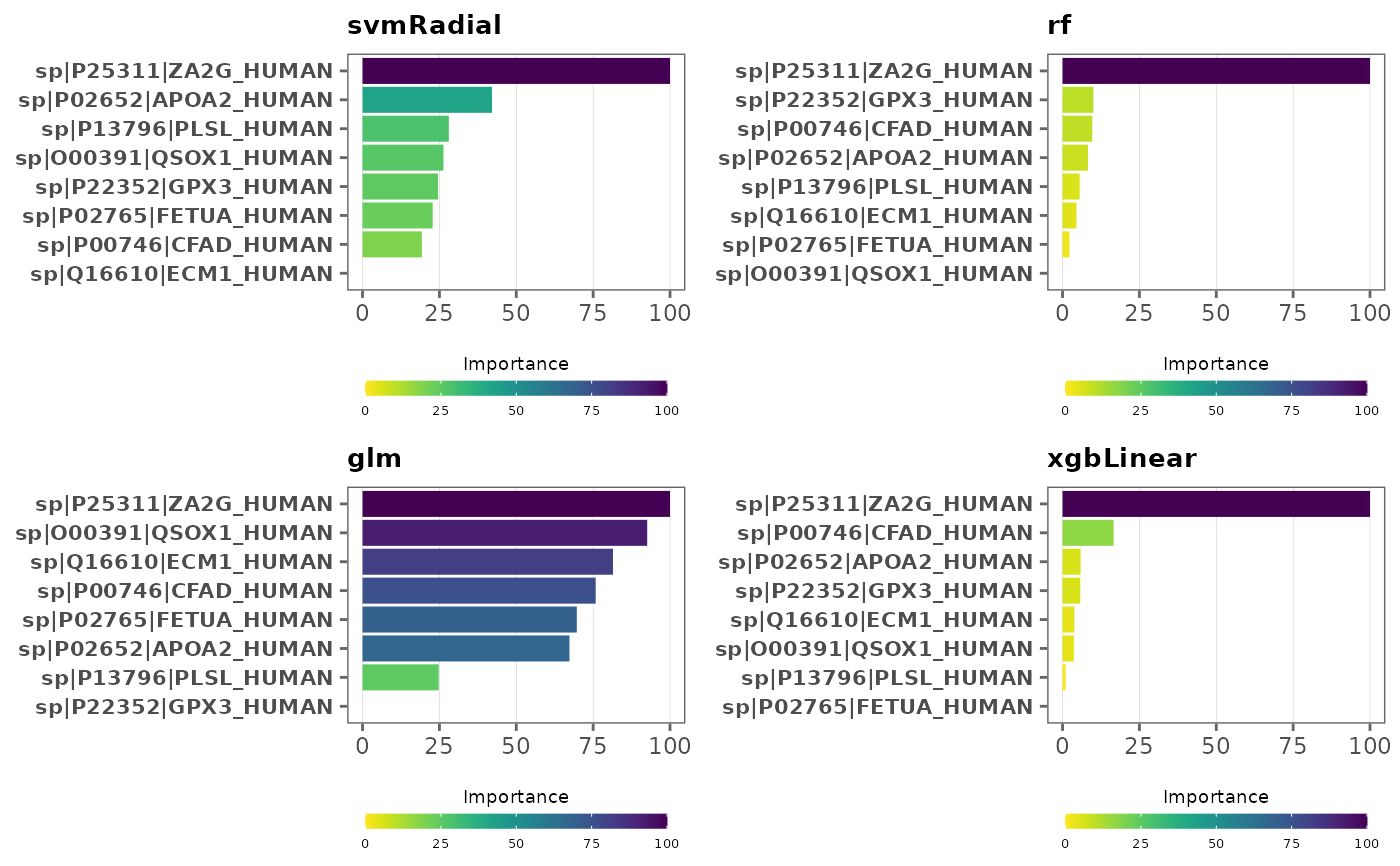 svmRadial
sp|P25311|ZA2G_HUMAN
sp|P02652|APOA2_HUMAN
sp|P13796|PLSL_HUMAN
sp|O00391|QSOX1_HUMAN
sp|P22352|GPX3_HUMAN
sp|P02765|FETUA_HUMAN
sp|P00746|CFAD_HUMAN
sp|Q16610|ECM1_HUMAN
0 25 50 75 100
Importance
0 25 50 75 100
rf
sp|P25311|ZA2G_HUMAN
sp|P22352|GPX3_HUMAN
sp|P00746|CFAD_HUMAN
sp|P02652|APOA2_HUMAN
sp|P13796|PLSL_HUMAN
sp|Q16610|ECM1_HUMAN
sp|P02765|FETUA_HUMAN
sp|O00391|QSOX1_HUMAN
0 25 50 75 100
Importance
0 25 50 75 100
glm
sp|P25311|ZA2G_HUMAN
sp|O00391|QSOX1_HUMAN
sp|Q16610|ECM1_HUMAN
sp|P00746|CFAD_HUMAN
sp|P02765|FETUA_HUMAN
sp|P02652|APOA2_HUMAN
sp|P13796|PLSL_HUMAN
sp|P22352|GPX3_HUMAN
0 25 50 75 100
Importance
0 25 50 75 100
xgbLinear
sp|P25311|ZA2G_HUMAN
sp|P00746|CFAD_HUMAN
sp|P02652|APOA2_HUMAN
sp|P22352|GPX3_HUMAN
sp|Q16610|ECM1_HUMAN
sp|O00391|QSOX1_HUMAN
sp|P13796|PLSL_HUMAN
sp|P02765|FETUA_HUMAN
0 25 50 75 100
Importance
0 25 50 75 100